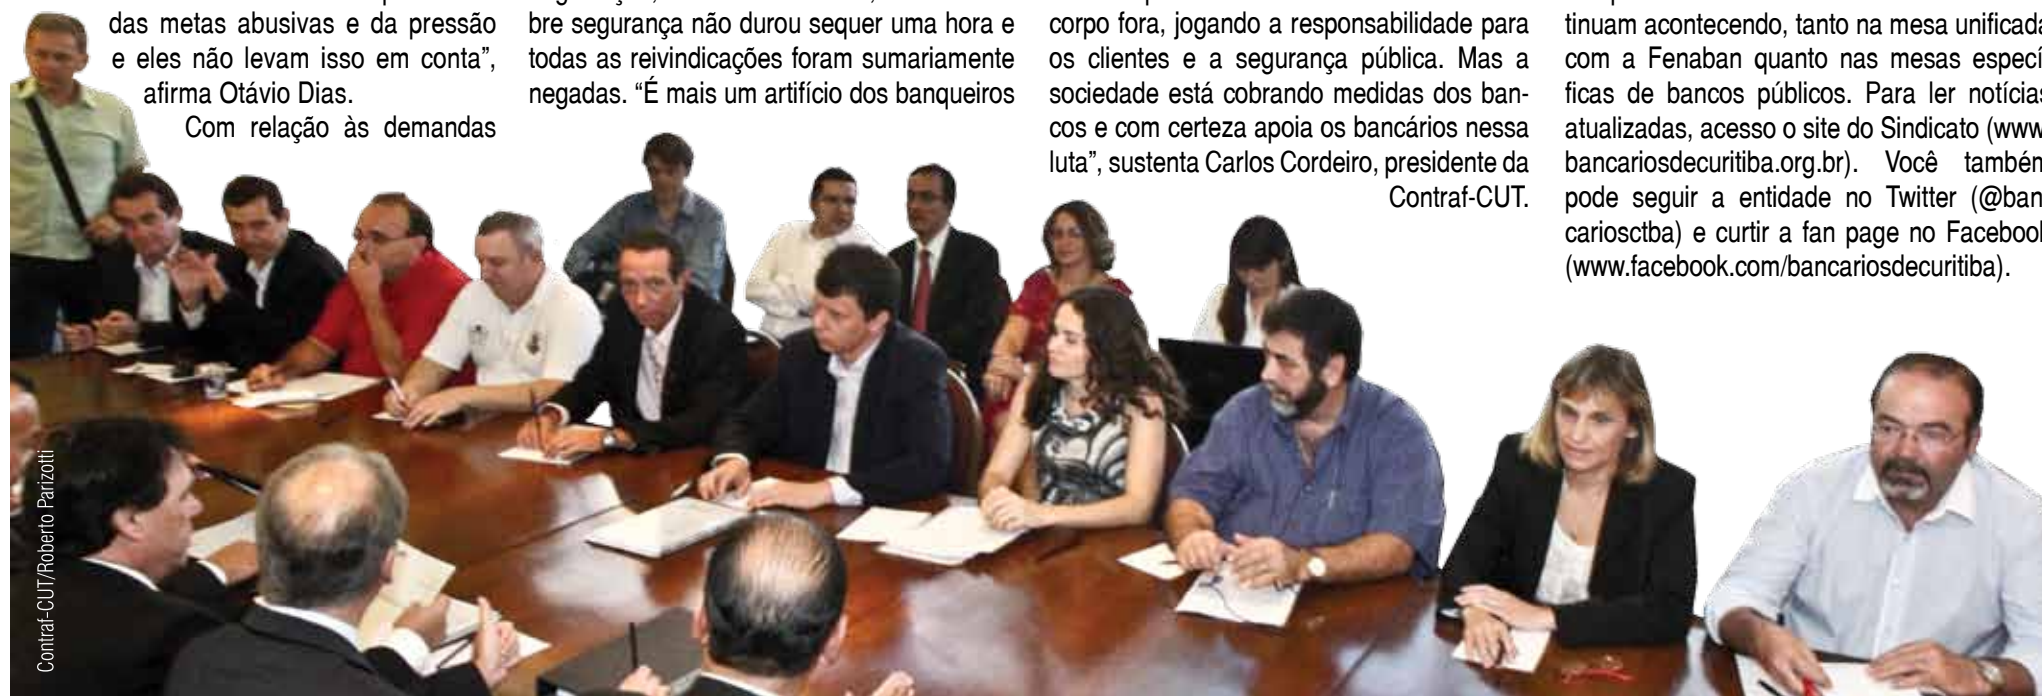 das metas abusivas e da pressão
e eles não levam isso em conta”,
afirma Otávio Dias.
Com relação às demandas
bre segurança não durou sequer uma hora e
todas as reivindicações foram sumariamente
negadas. “É mais um artifício dos banqueiros
corpo fora, jogando a responsabilidade para
os clientes e a segurança pública. Mas a
sociedade está cobrando medidas dos ban-
cos e com certeza apoia os bancários nessa
luta”, sustenta Carlos Cordeiro, presidente da
Contraf-CUT.
tinuam acontecendo, tanto na mesa unificada
com a Fenaban quanto nas mesas especí
ficas de bancos públicos. Para ler notícias
atualizadas, acesso o site do Sindicato (www
bancariosdecuritiba.org.br). Você também
pode seguir a entidade no Twitter (@ban
cariosctba) e curtir a fan page no Facebook
(www.facebook.com/bancariosdecuritiba).
Contraf-CUT/Roberto Parizotti